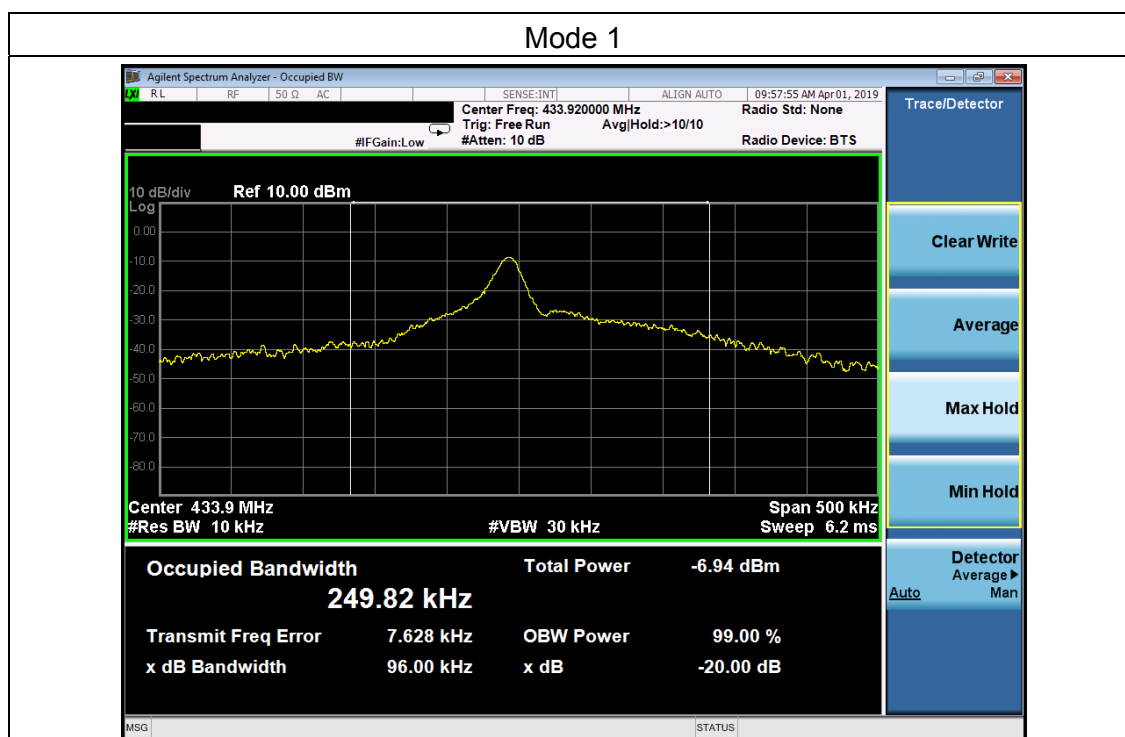 Mode 1
Agilent Spectrum Analyzer - Occupied BW
LXI RL RF 50 Ω AC SENSE:INT ALIGN AUTO 09:57:55 AM Apr 01, 2019
Center Freq: 433.920000 MHz Radio Std: None
Trig: Free Run Avg|Hold:>10/10
#IFGain:Low #Atten: 10 dB Radio Device: BTS
Trace/Detector
10 dB/div Ref 10.00 dBm
Log
0.00
-10.0
-20.0
-30.0
-40.0
-50.0
-60.0
-70.0
-80.0
Center 433.9 MHz Span 500 kHz
#Res BW 10 kHz #VBW 30 kHz Sweep 6.2 ms
Occupied Bandwidth Total Power -6.94 dBm
249.82 kHz
Transmit Freq Error 7.628 kHz OBW Power 99.00 %
x dB Bandwidth 96.00 kHz x dB -20.00 dB
Clear Write
Average
Max Hold
Min Hold
Detector
Average
Auto Man
MSG STATUS